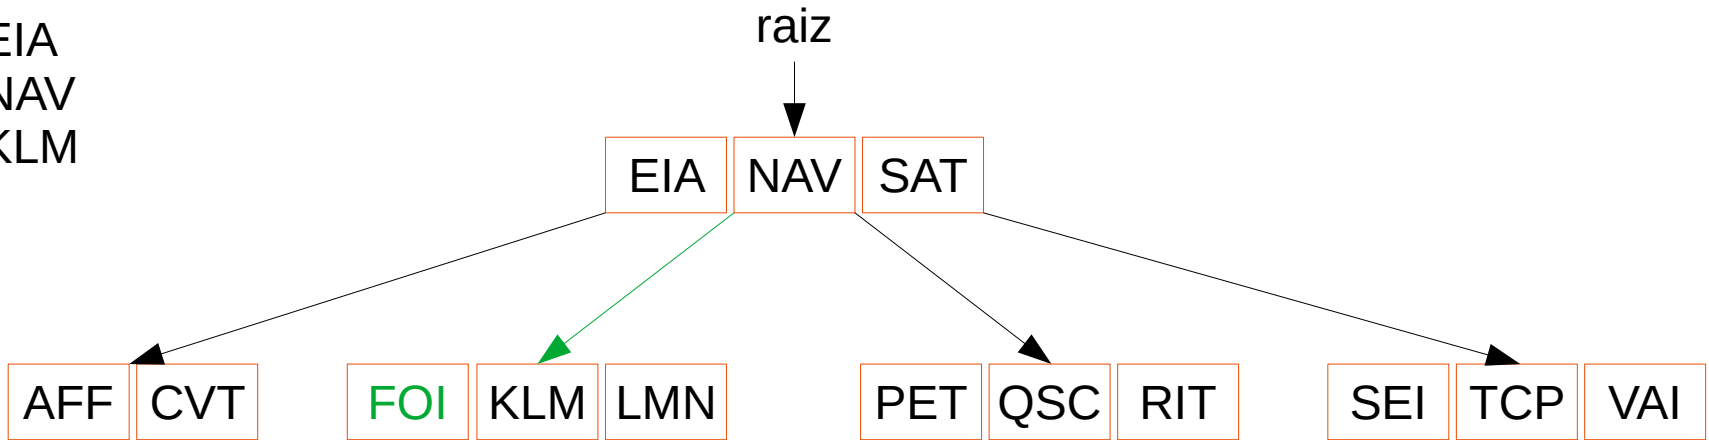 EIA
NAV
KLM
raiz
EIA NAV SAT
AFF CVT FOI KLM LMN PET QSC RIT SEI TCP VAI